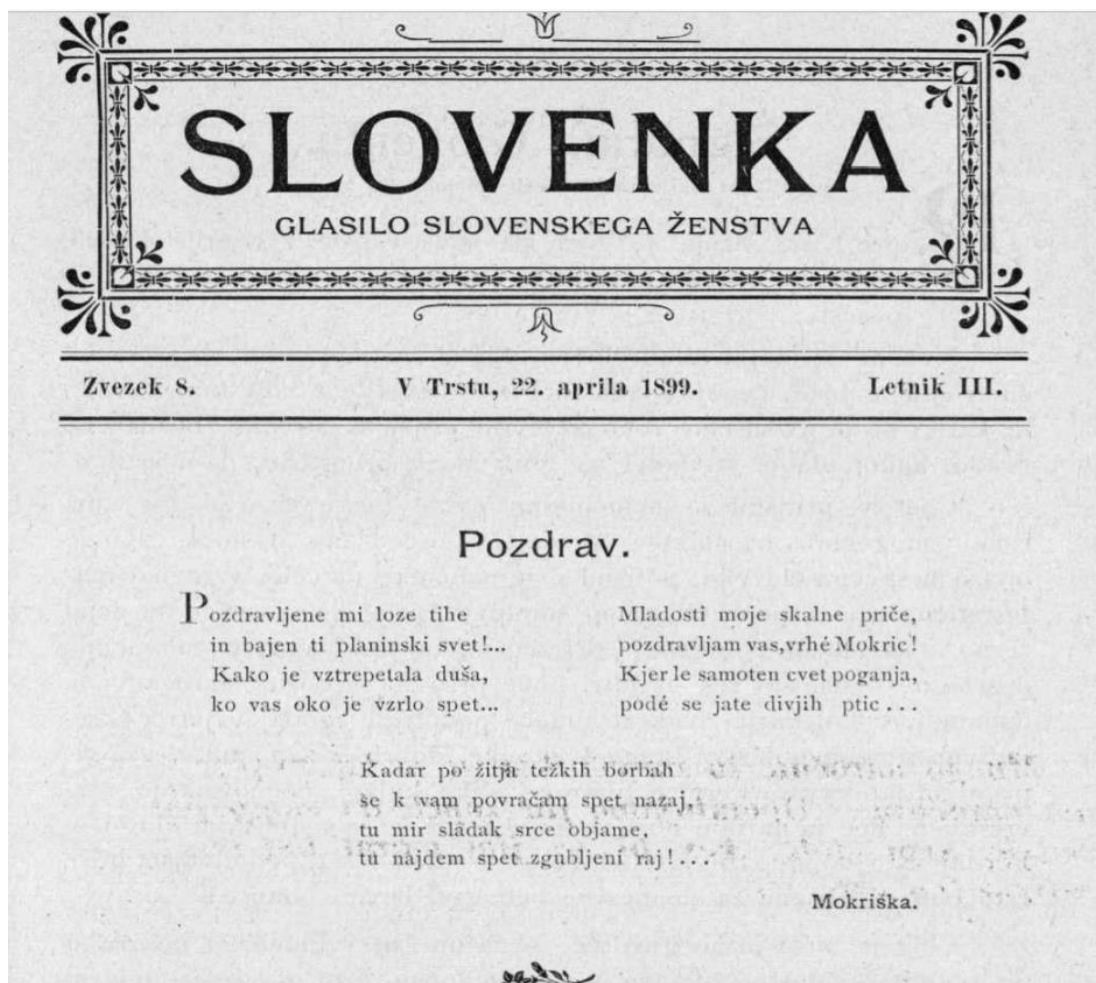 SLOVENKA
GLASILO SLOVENSKEGA ŽENSTVA
Zvezek 8. V Trstu, 22. aprila 1899. Letnik III.
Pozdrav.
Pozdravljene mi loze tihe
in bajen ti planinski svet!...
Kako je vztrepetala duša,
ko vas oko je vzrlo spet...
Mladosti moje skalne priče,
pozdravljam vas,vrhé Mokric!
Kjer le samoten cvet poganja,
podé se jate divjih ptic . . .
Kadar po žitja težkih borbah
še k vam povračam spet nazaj,
tu mir sladak srce objame,
tu najdem spet zgubljeni raj! . . .
Mokriška.